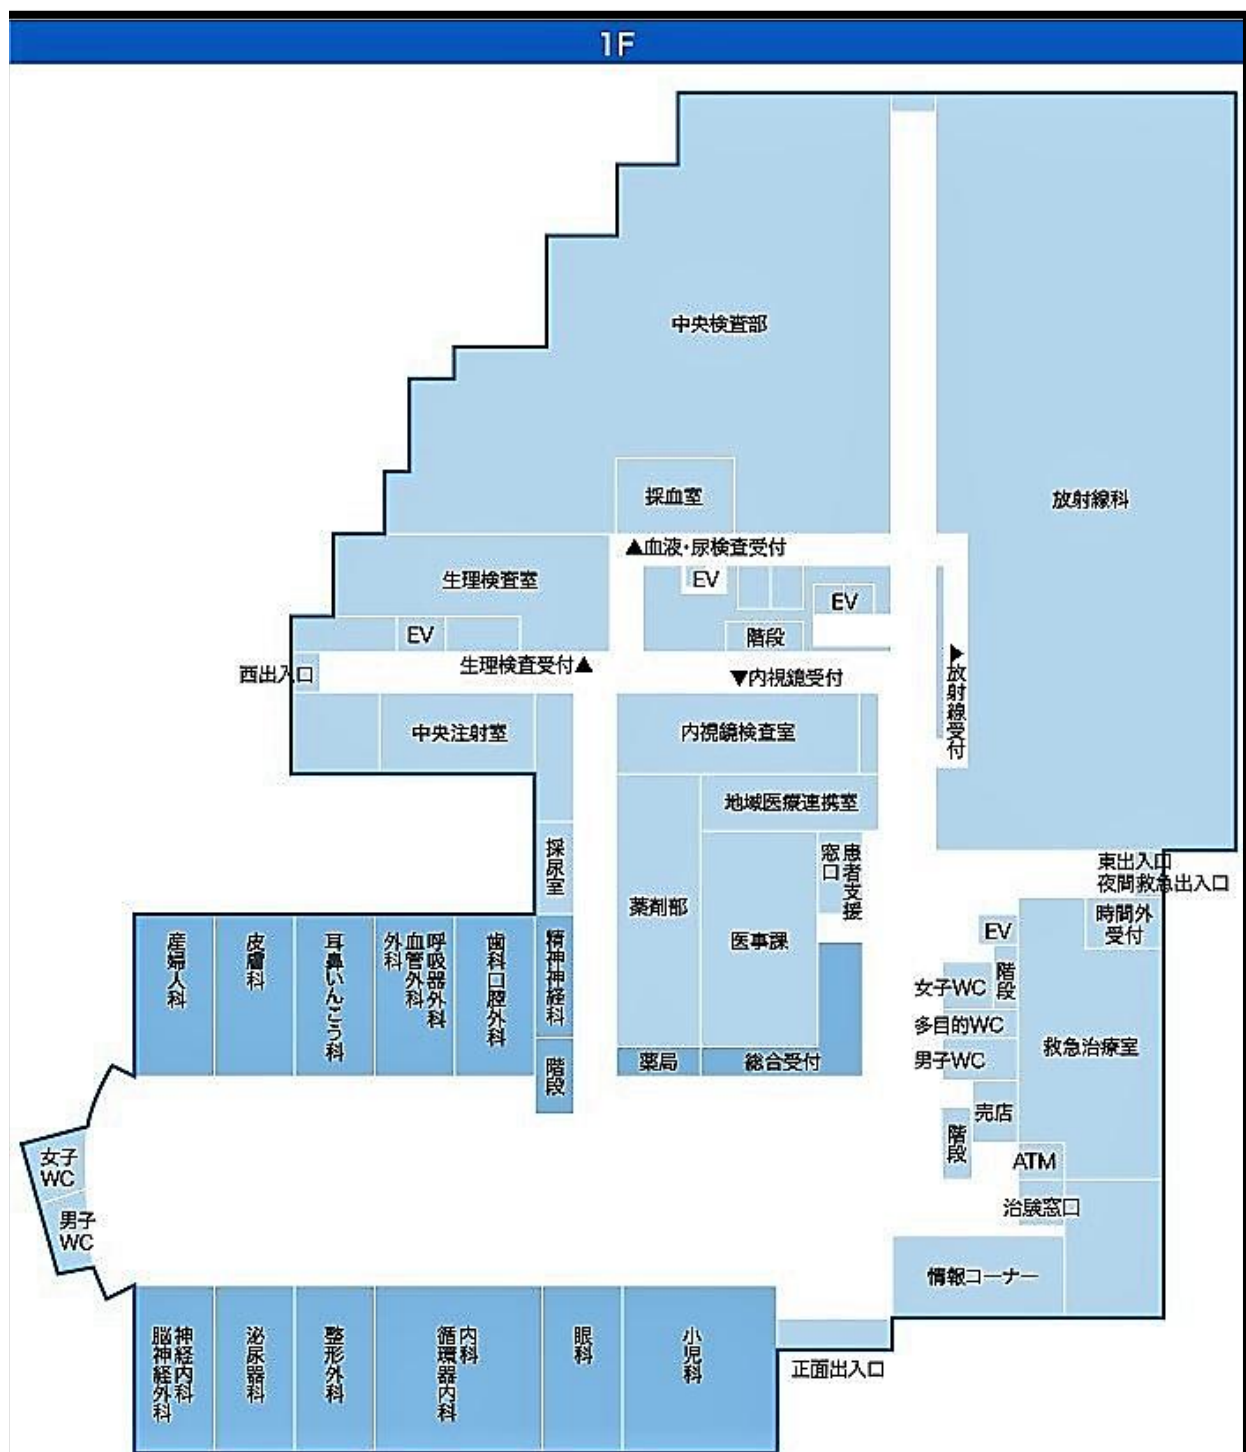 1F
中央検査部
採血室
放射線科
▲血液・尿検査受付
生理検査室
EV
EV
EV
階段
西出入口
生理検査受付▲
▼内視鏡受付
▶放射線受付
中央注射室
内視鏡検査室
地域医療連携室
採尿室
患者支援
窓口
薬剤部
医事課
東出入口
夜間救急出入口
時間外
受付
EV
階段
女子WC
多目的WC
男子WC
救急治療室
産婦人科
皮膚科
耳鼻いんこう科
呼吸器外科
血管外科
外科
歯科口腔外科
精神神経科
階段
薬局
総合受付
売店
階段
ATM
治験窓口
女子
WC
男子
WC
情報コーナー
神経内科
脳神経外科
泌尿器科
整形外科
内科
循環器内科
眼科
小児科
正面出入口